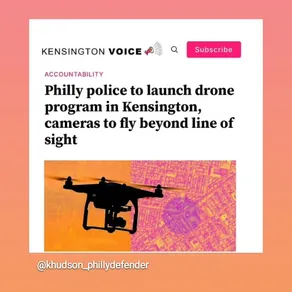 KENSINGTON VOICE
Subscribe
ACCOUNTABILITY
Philly police to launch drone
program in Kensington,
cameras to fly beyond line of
sight
@khudson_phillydefender